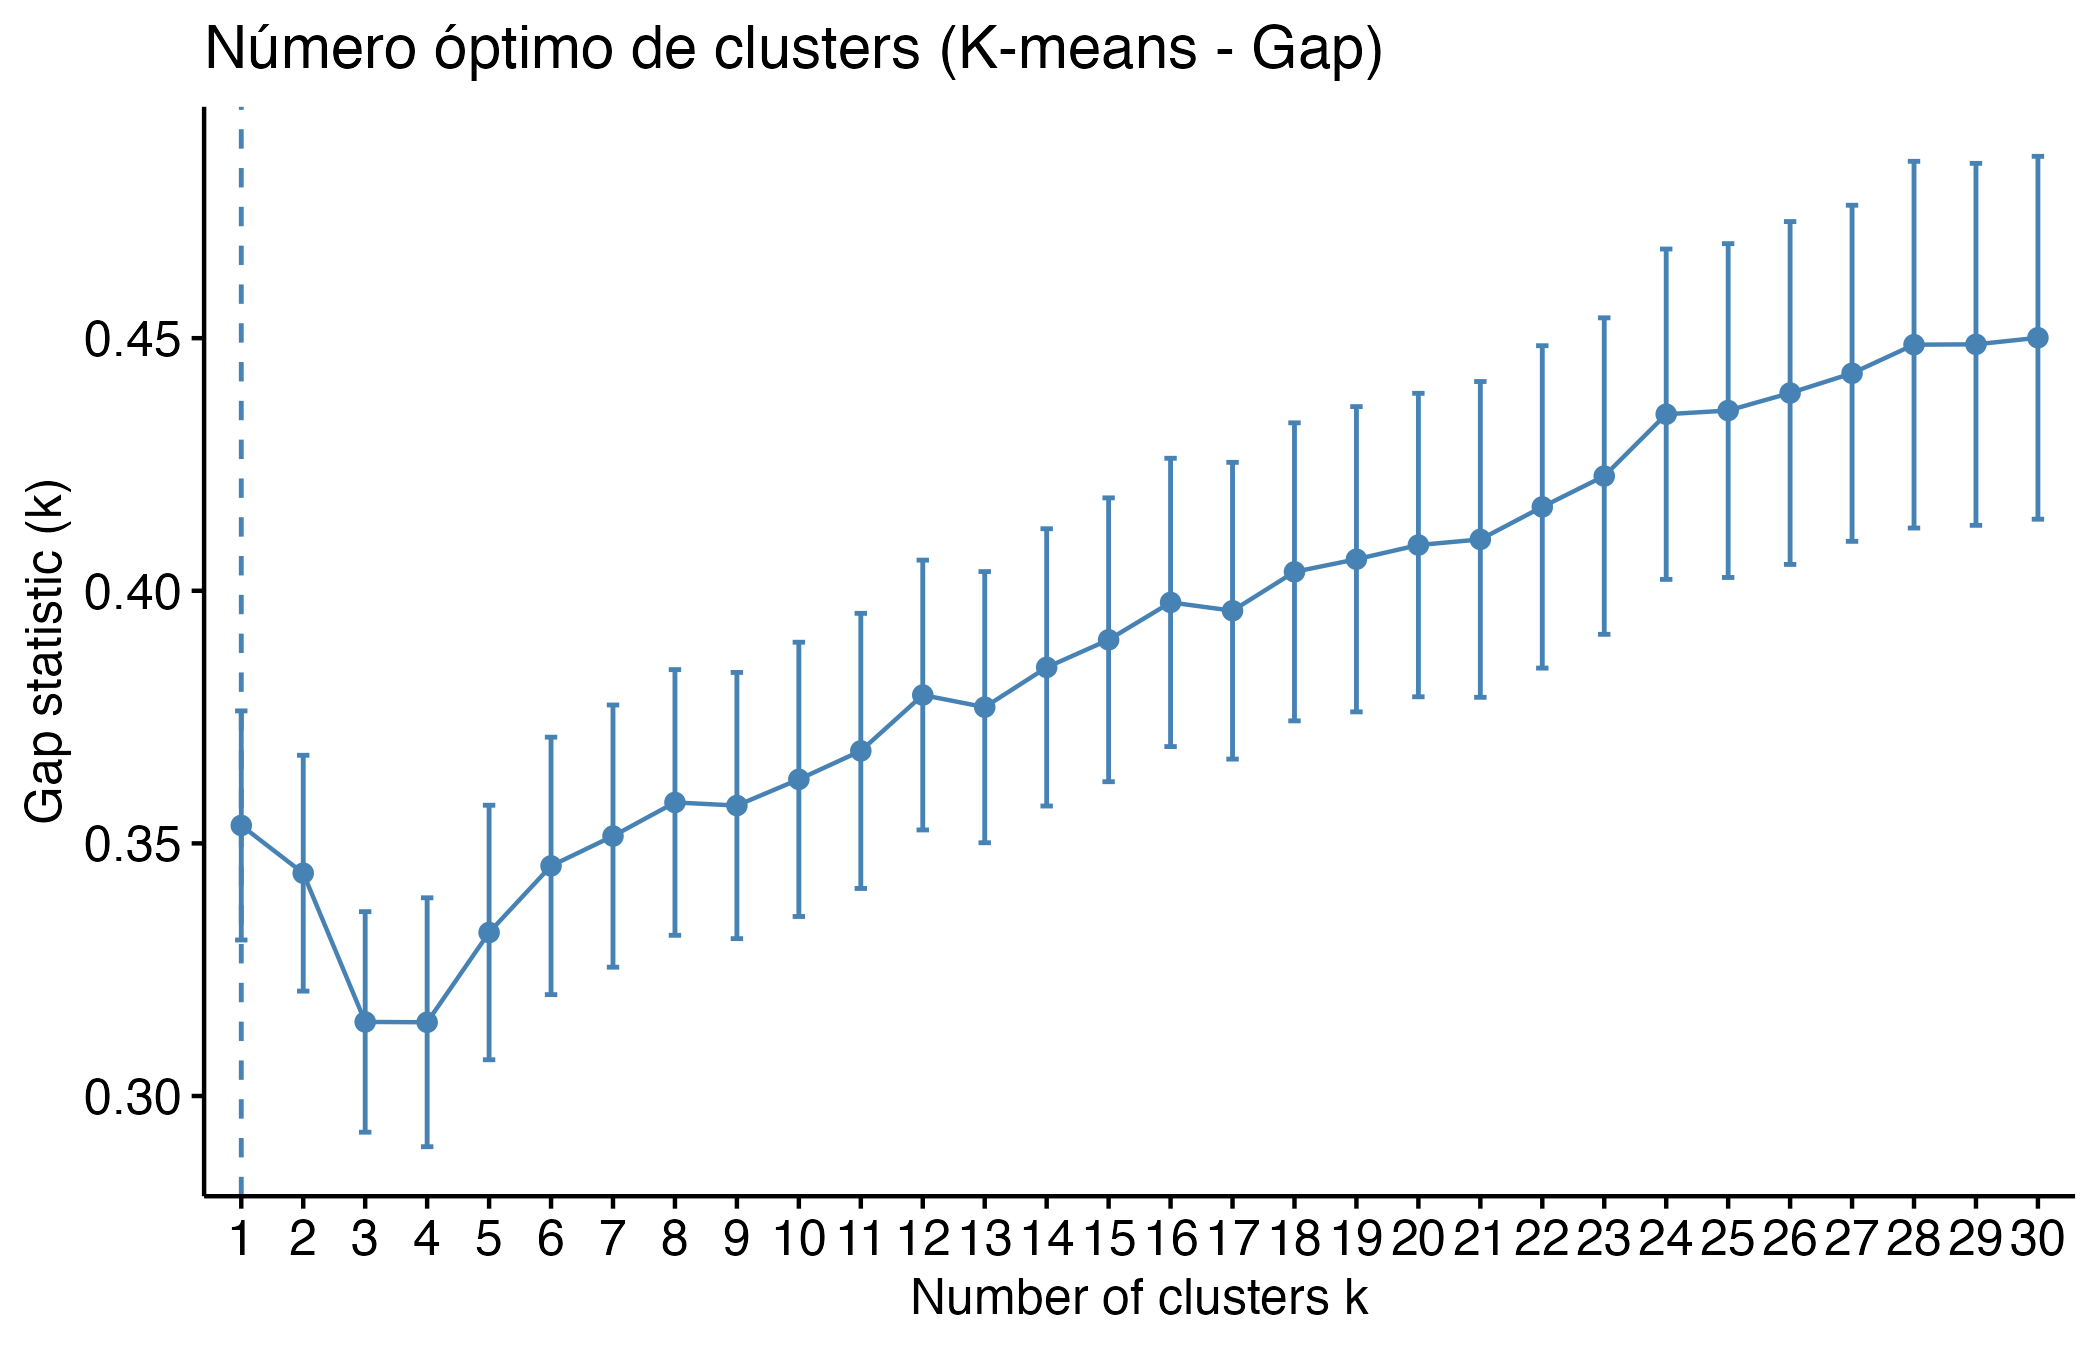 Número óptimo de clusters (K-means - Gap)
Gap statistic (k)
0.45
0.40
0.35
0.30
1 2 3 4 5 6 7 8 9 10 11 12 13 14 15 16 17 18 19 20 21 22 23 24 25 26 27 28 29 30
Number of clusters k